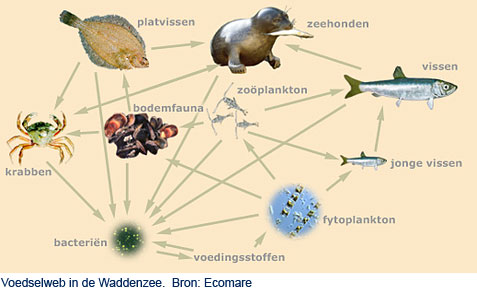 platvissen
zeehonden
zoöplankton
vissen
bodemfauna
krabben
jonge vissen
fytoplankton
bacteriën
voedingsstoffen
Voedselweb in de Waddenzee. Bron: Ecomare